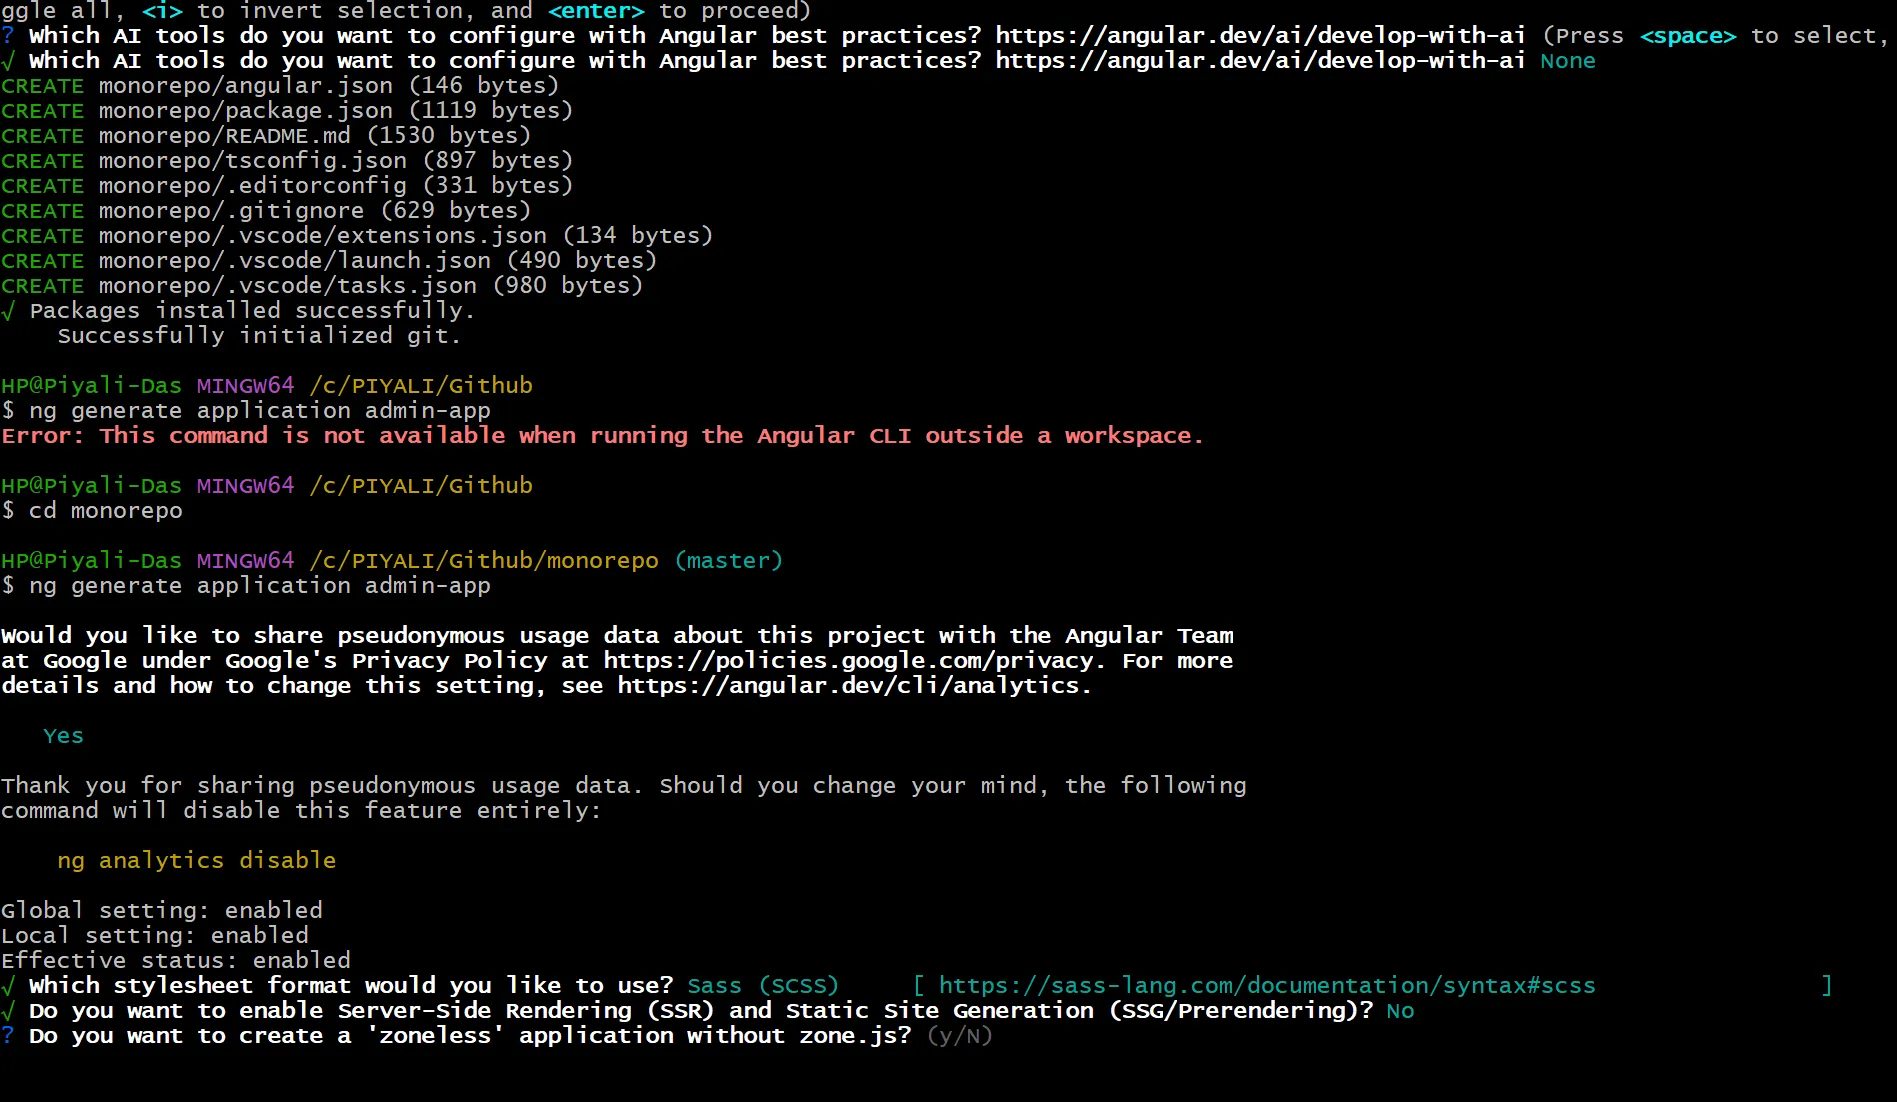 ggle all, <i> to invert selection, and <enter> to proceed)
? Which AI tools do you want to configure with Angular best practices? https://angular.dev/ai/develop-with-ai (Press <space> to select,
√ Which AI tools do you want to configure with Angular best practices? https://angular.dev/ai/develop-with-ai None
CREATE monorepo/angular.json (146 bytes)
CREATE monorepo/package.json (1119 bytes)
CREATE monorepo/README.md (1530 bytes)
CREATE monorepo/tsconfig.json (897 bytes)
CREATE monorepo/.editorconfig (331 bytes)
CREATE monorepo/.gitignore (629 bytes)
CREATE monorepo/.vscode/extensions.json (134 bytes)
CREATE monorepo/.vscode/launch.json (490 bytes)
CREATE monorepo/.vscode/tasks.json (980 bytes)
√ Packages installed successfully.
    Successfully initialized git.

HP@Piyali-Das MINGW64 /c/PIYALI/Github
$ ng generate application admin-app
Error: This command is not available when running the Angular CLI outside a workspace.

HP@Piyali-Das MINGW64 /c/PIYALI/Github
$ cd monorepo

HP@Piyali-Das MINGW64 /c/PIYALI/Github/monorepo (master)
$ ng generate application admin-app

Would you like to share pseudonymous usage data about this project with the Angular Team
at Google under Google's Privacy Policy at https://policies.google.com/privacy. For more
details and how to change this setting, see https://angular.dev/cli/analytics.

   Yes

Thank you for sharing pseudonymous usage data. Should you change your mind, the following
command will disable this feature entirely:

    ng analytics disable

Global setting: enabled
Local setting: enabled
Effective status: enabled
√ Which stylesheet format would you like to use? Sass (SCSS)     [ https://sass-lang.com/documentation/syntax#scss                ]
√ Do you want to enable Server-Side Rendering (SSR) and Static Site Generation (SSG/Prerendering)? No
? Do you want to create a 'zoneless' application without zone.js? (y/N)